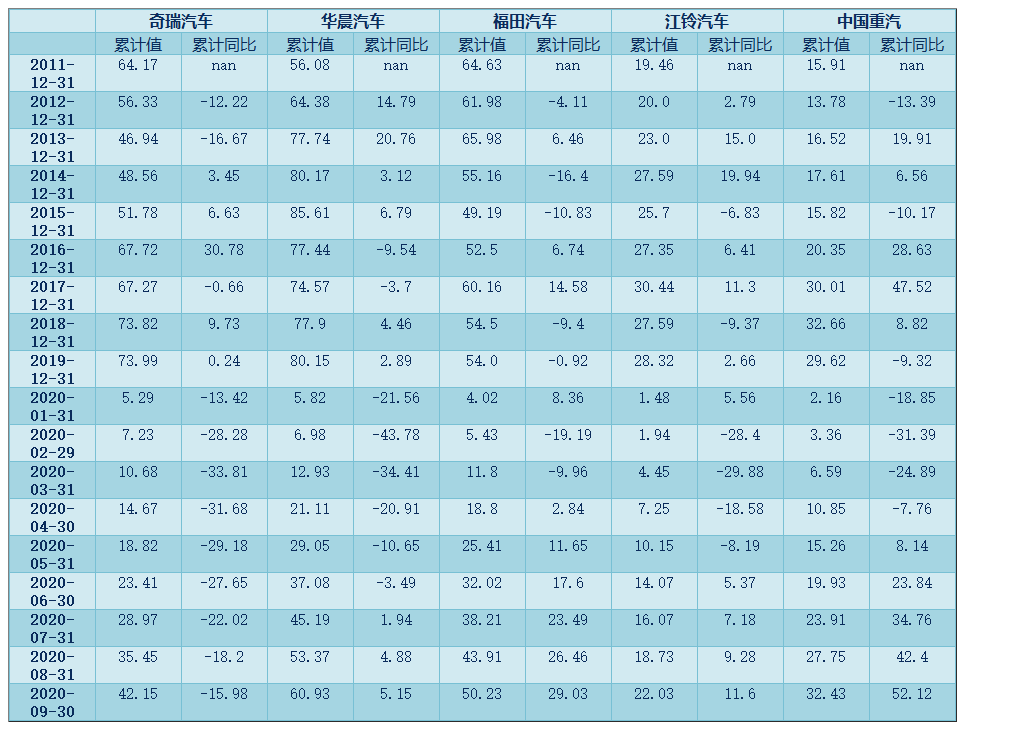 奇瑞汽车 华晨汽车 福田汽车 江铃汽车 中国重汽
累计值 累计同比 累计值 累计同比 累计值 累计同比 累计值 累计同比 累计值 累计同比
2011-12-31 64.17 nan 56.08 nan 64.63 nan 19.46 nan 15.91 nan
2012-12-31 56.33 -12.22 64.38 14.79 61.98 -4.11 20.0 2.79 13.78 -13.39
2013-12-31 46.94 -16.67 77.74 20.76 65.98 6.46 23.0 15.0 16.52 19.91
2014-12-31 48.56 3.45 80.17 3.12 55.16 -16.4 27.59 19.94 17.61 6.56
2015-12-31 51.78 6.63 85.61 6.79 49.19 -10.83 25.7 -6.83 15.82 -10.17
2016-12-31 67.72 30.78 77.44 -9.54 52.5 6.74 27.35 6.41 20.35 28.63
2017-12-31 67.27 -0.66 74.57 -3.7 60.16 14.58 30.44 11.3 30.01 47.52
2018-12-31 73.82 9.73 77.9 4.46 54.5 -9.4 27.59 -9.37 32.66 8.82
2019-12-31 73.99 0.24 80.15 2.89 54.0 -0.92 28.32 2.66 29.62 -9.32
2020-01-31 5.29 -13.42 5.82 -21.56 4.02 8.36 1.48 5.56 2.16 -18.85
2020-02-29 7.23 -28.28 6.98 -43.78 5.43 -19.19 1.94 -28.4 3.36 -31.39
2020-03-31 10.68 -33.81 12.93 -34.41 11.8 -9.96 4.45 -29.88 6.59 -24.89
2020-04-30 14.67 -31.68 21.11 -20.91 18.8 2.84 7.25 -18.58 10.85 -7.76
2020-05-31 18.82 -29.18 29.05 -10.65 25.41 11.65 10.15 -8.19 15.26 8.14
2020-06-30 23.41 -27.65 37.08 -3.49 32.02 17.6 14.07 5.37 19.93 23.84
2020-07-31 28.97 -22.02 45.19 1.94 38.21 23.49 16.07 7.18 23.91 34.76
2020-08-31 35.45 -18.2 53.37 4.88 43.91 26.46 18.73 9.28 27.75 42.4
2020-09-30 42.15 -15.98 60.93 5.15 50.23 29.03 22.03 11.6 32.43 52.12